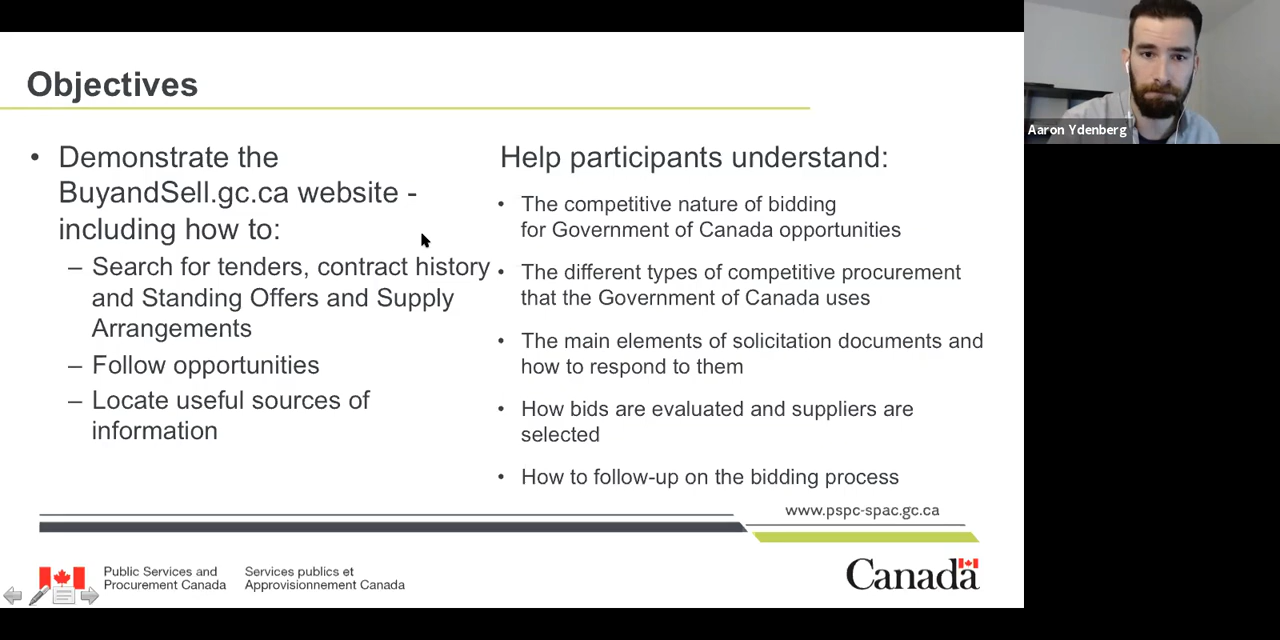 Objectives
• Demonstrate the
BuyandSell.gc.ca website -
including how to:
– Search for tenders, contract history
and Standing Offers and Supply
Arrangements
– Follow opportunities
– Locate useful sources of
information
Help participants understand:
• The competitive nature of bidding
for Government of Canada opportunities
• The different types of competitive procurement
that the Government of Canada uses
• The main elements of solicitation documents and
how to respond to them
• How bids are evaluated and suppliers are
selected
• How to follow-up on the bidding process
www.pspc-spac.gc.ca
Public Services and
Procurement Canada
Services publics et
Approvisionnement Canada
Canada
Aaron Ydenberg